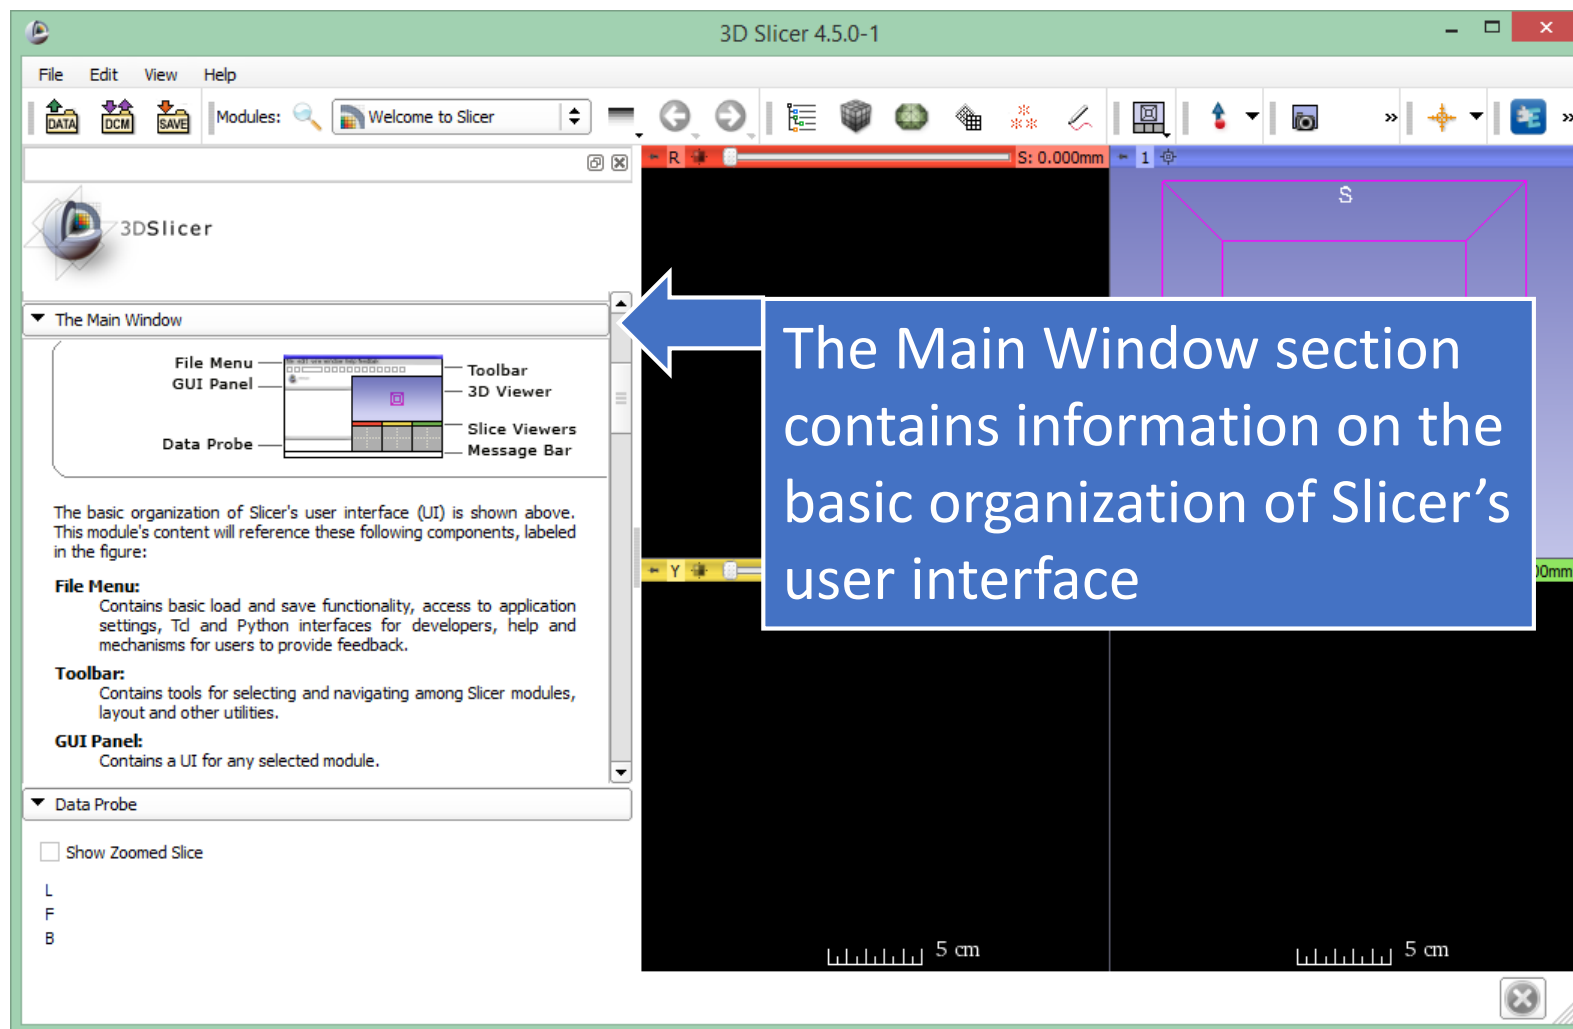 3D Slicer 4.5.0-1
File Edit View Help
DATA DCM SAVE Modules: Welcome to Slicer
R S: 0.000mm 1
3DSlicer
S
The Main Window
File Menu
GUI Panel
Data Probe
Toolbar
3D Viewer
Slice Viewers
Message Bar
The Main Window section
contains information on the
basic organization of Slicer’s
user interface
The basic organization of Slicer's user interface (UI) is shown above.
This module's content will reference these following components, labeled
in the figure:
File Menu:
Contains basic load and save functionality, access to application
settings, Tcl and Python interfaces for developers, help and
mechanisms for users to provide feedback.
Toolbar:
Contains tools for selecting and navigating among Slicer modules,
layout and other utilities.
GUI Panel:
Contains a UI for any selected module.
Y
00mm
Data Probe
Show Zoomed Slice
L
F
B
5 cm
5 cm